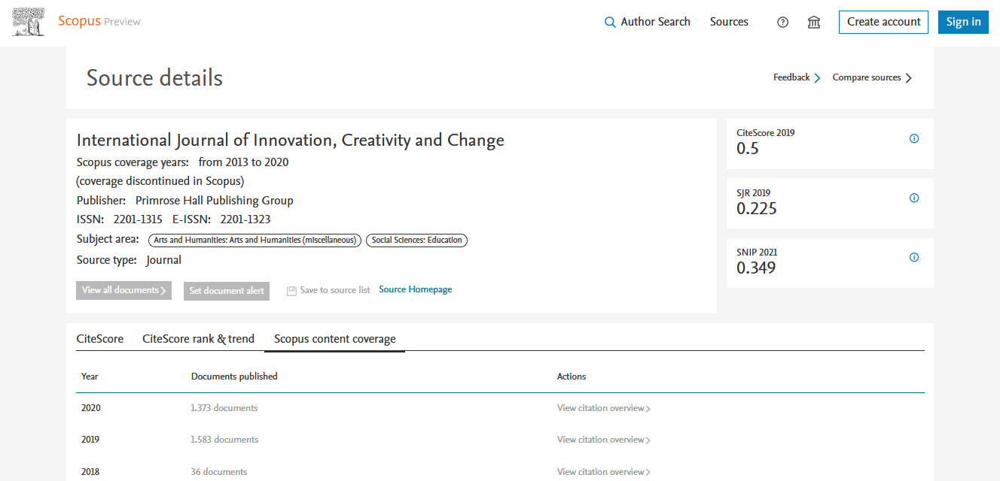 Scopus Preview
Author Search Sources Create account Sign in
Source details
Feedback Compare sources
International Journal of Innovation, Creativity and Change
Scopus coverage years: from 2013 to 2020
(coverage discontinued in Scopus)
Publisher: Primrose Hall Publishing Group
ISSN: 2201-1315 E-ISSN: 2201-1323
Subject area: Arts and Humanities: Arts and Humanities (miscellaneous) Social Sciences: Education
Source type: Journal
View all documents Set document alert Save to source list Source Homepage
CiteScore 2019
0.5
SJR 2019
0.225
SNIP 2021
0.349
CiteScore CiteScore rank & trend Scopus content coverage
Year Documents published Actions
2020 1.373 documents View citation overview
2019 1.583 documents View citation overview
2018 36 documents View citation overview